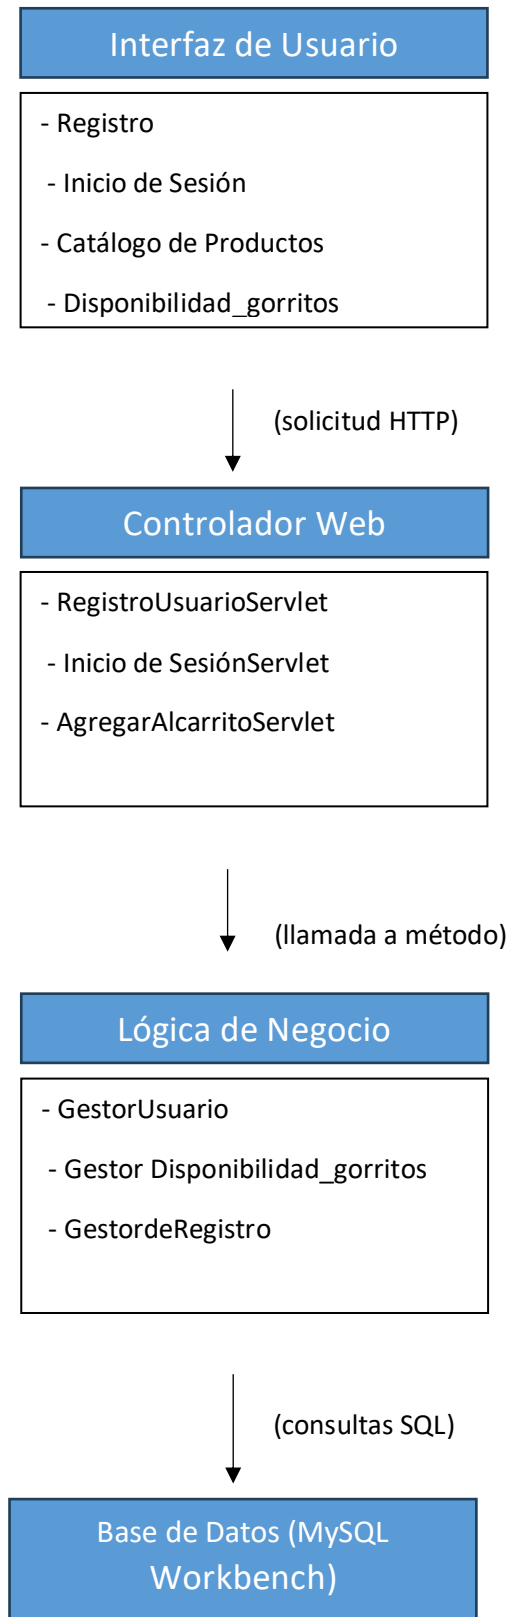 Interfaz de Usuario
- Registro
- Inicio de Sesión
- Catálogo de Productos
- Disponibilidad_gorritos
(solicitud HTTP)
Controlador Web
- RegistroUsuarioServlet
- Inicio de SesiónServlet
- AgregarAlcarritoServlet
(llamada a método)
Lógica de Negocio
- GestorUsuario
- Gestor Disponibilidad_gorritos
- GestordeRegistro
(consultas SQL)
Base de Datos (MySQL
Workbench)